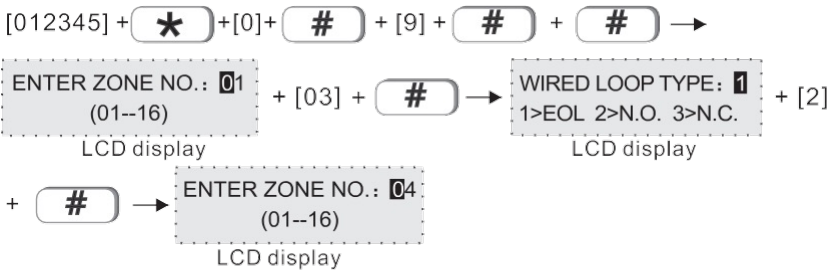 [012345] + * +[0]+ # + [9] + # + #
ENTER ZONE NO.: 01
(01--16)
LCD display
+ [03] + #
WIRED LOOP TYPE: 1
1>EOL 2>N.O. 3>N.C.
LCD display
+ [2]
+ #
ENTER ZONE NO.: 04
(01--16)
LCD display